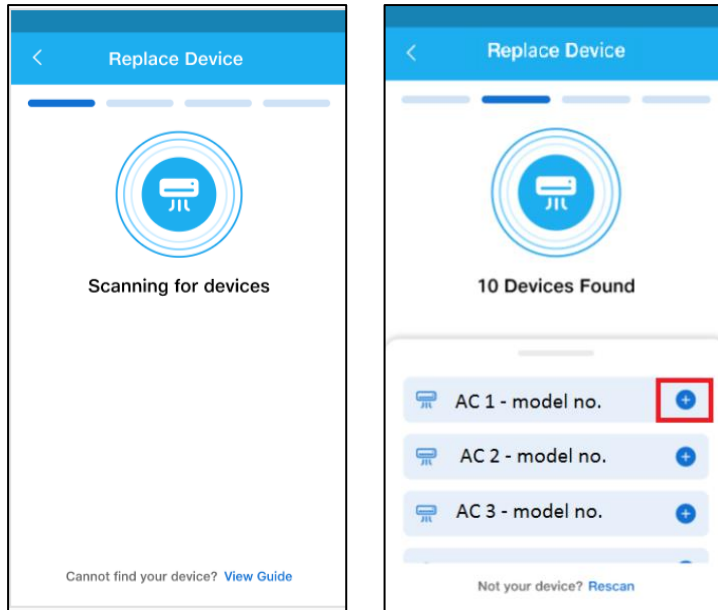 Replace Device
Scanning for devices
Cannot find your device? View Guide
Replace Device
10 Devices Found
AC 1 - model no.
AC 2 - model no.
AC 3 - model no.
Not your device? Rescan